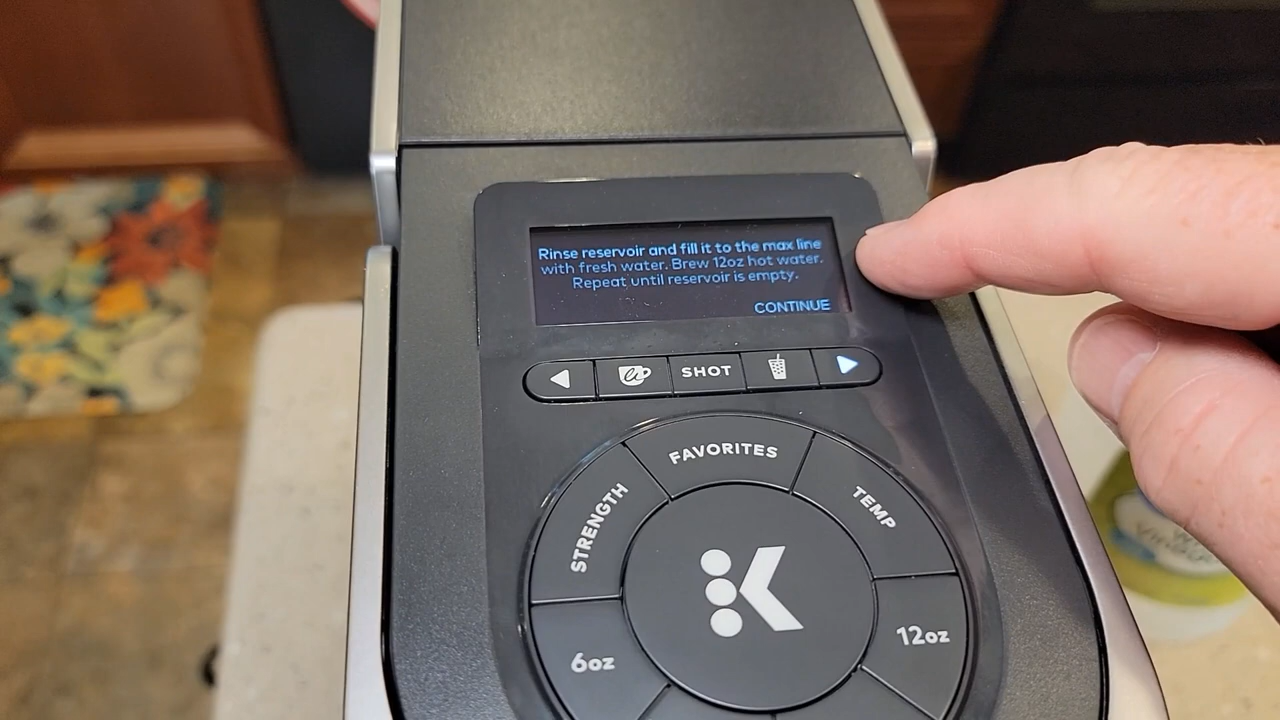 Rinse reservoir and fill it to the max line
with fresh water. Brew 12oz hot water.
Repeat until reservoir is empty.
CONTINUE
SHOT
FAVORITES
STRENGTH
TEMP
K
6oz
12oz